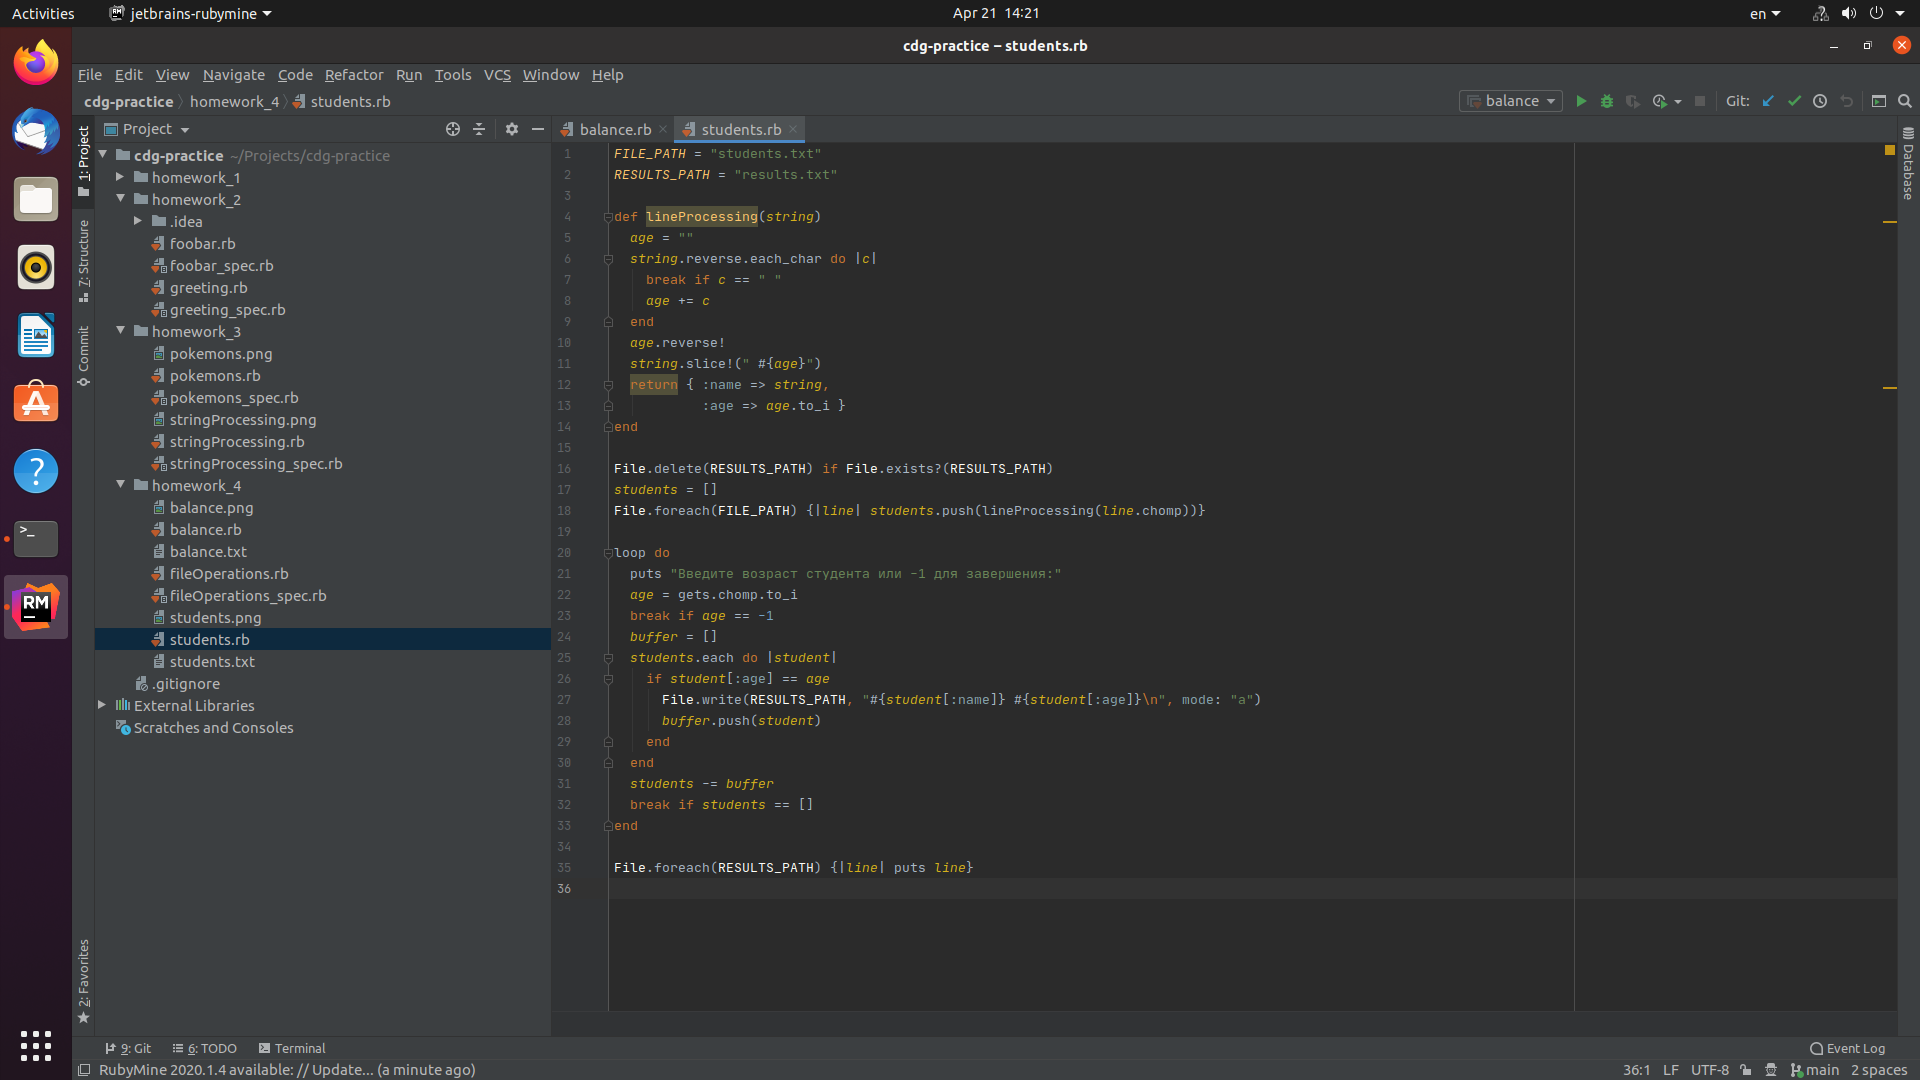 Activities
jetbrains-rubymine
Apr 21 14:21
en
cdg-practice – students.rb
File Edit View Navigate Code Refactor Run Tools VCS Window Help
cdg-practice homework_4 students.rb
balance
Git:
1: Project
7: Structure
Commit
2: Favorites
Project
cdg-practice ~/Projects/cdg-practice
homework_1
homework_2
.idea
foobar.rb
foobar_spec.rb
greeting.rb
greeting_spec.rb
homework_3
pokemons.png
pokemons.rb
pokemons_spec.rb
stringProcessing.png
stringProcessing.rb
stringProcessing_spec.rb
homework_4
balance.png
balance.rb
balance.txt
fileOperations.rb
fileOperations_spec.rb
students.png
students.rb
students.txt
.gitignore
External Libraries
Scratches and Consoles
balance.rb
students.rb
1 FILE_PATH = "students.txt"
2 RESULTS_PATH = "results.txt"
3
4 def lineProcessing(string)
5 age = ""
6 string.reverse.each_char do |c|
7 break if c == " "
8 age += c
9 end
10 age.reverse!
11 string.slice!(" #{age}")
12 return { :name => string,
13 :age => age.to_i }
14 end
15
16 File.delete(RESULTS_PATH) if File.exists?(RESULTS_PATH)
17 students = []
18 File.foreach(FILE_PATH) {|line| students.push(lineProcessing(line.chomp))}
19
20 loop do
21 puts "Введите возраст студента или -1 для завершения:"
22 age = gets.chomp.to_i
23 break if age == -1
24 buffer = []
25 students.each do |student|
26 if student[:age] == age
27 File.write(RESULTS_PATH, "#{student[:name]} #{student[:age]}\n", mode: "a")
28 buffer.push(student)
29 end
30 end
31 students -= buffer
32 break if students == []
33 end
34
35 File.foreach(RESULTS_PATH) {|line| puts line}
36
Database
RM
9: Git
6: TODO
Terminal
Event Log
RubyMine 2020.1.4 available: // Update... (a minute ago)
36:1 LF UTF-8 main 2 spaces